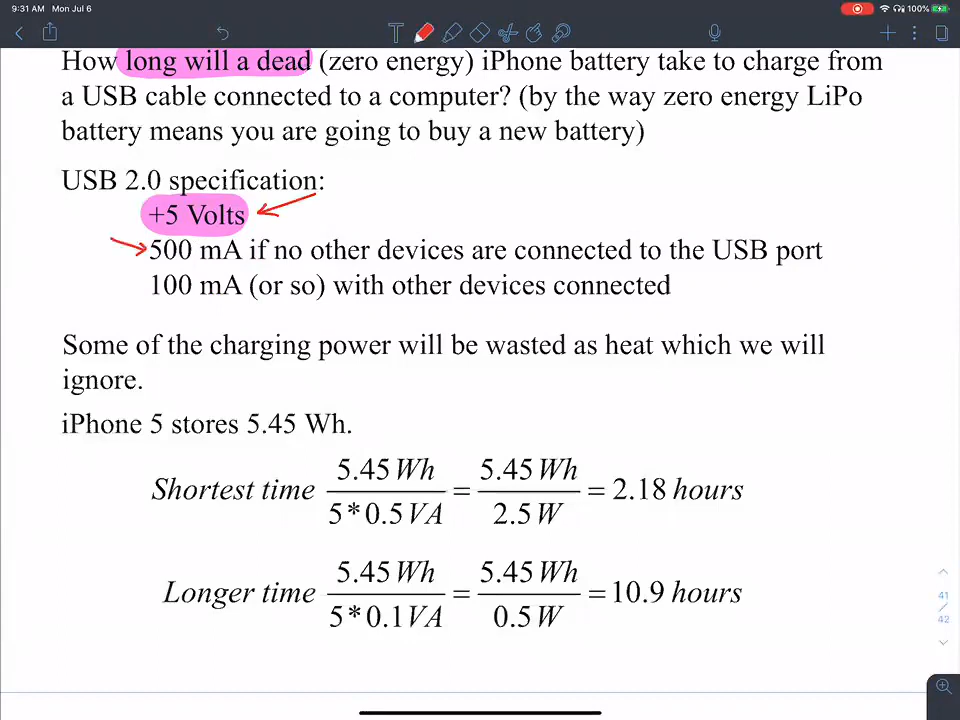 9:31 AM Mon Jul 6
100%
How long will a dead (zero energy) iPhone battery take to charge from
a USB cable connected to a computer? (by the way zero energy LiPo
battery means you are going to buy a new battery)
USB 2.0 specification:
+5 Volts
500 mA if no other devices are connected to the USB port
100 mA (or so) with other devices connected
Some of the charging power will be wasted as heat which we will
ignore.
iPhone 5 stores 5.45 Wh.
Shortest time 5.45 Wh / 5*0.5 VA = 5.45 Wh / 2.5 W = 2.18 hours
Longer time 5.45 Wh / 5*0.1 VA = 5.45 Wh / 0.5 W = 10.9 hours
41
/
42